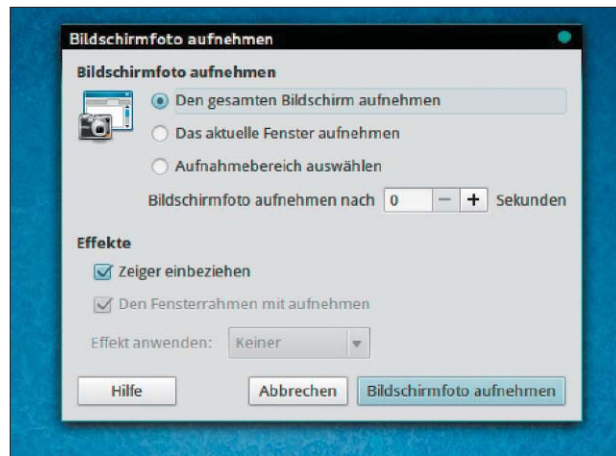 Bildschirmfoto aufnehmen
Bildschirmfoto aufnehmen
Den gesamten Bildschirm aufnehmen
Das aktuelle Fenster aufnehmen
Aufnahmebereich auswählen
Bildschirmfoto aufnehmen nach 0 − + Sekunden
Effekte
Zeiger einbeziehen
Den Fensterrahmen mit aufnehmen
Effekt anwenden: Keiner
Hilfe Abbrechen Bildschirmfoto aufnehmen